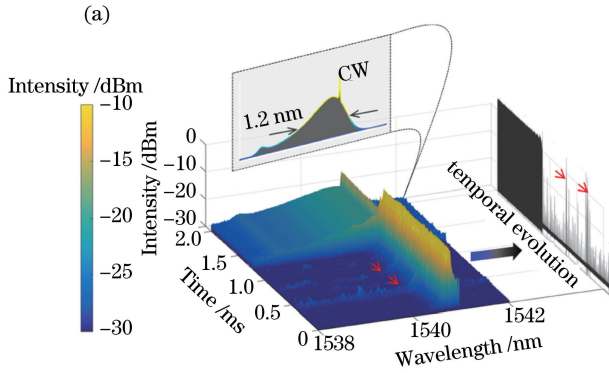 (a)
Intensity /dBm
−10
−15
−20
−25
−30
Intensity /dBm
0
−10
−20
−30
1.2 nm
CW
2.0
1.5
1.0
0.5
0
Time /ms
1538
1540
1542
Wavelength /nm
temporal evolution